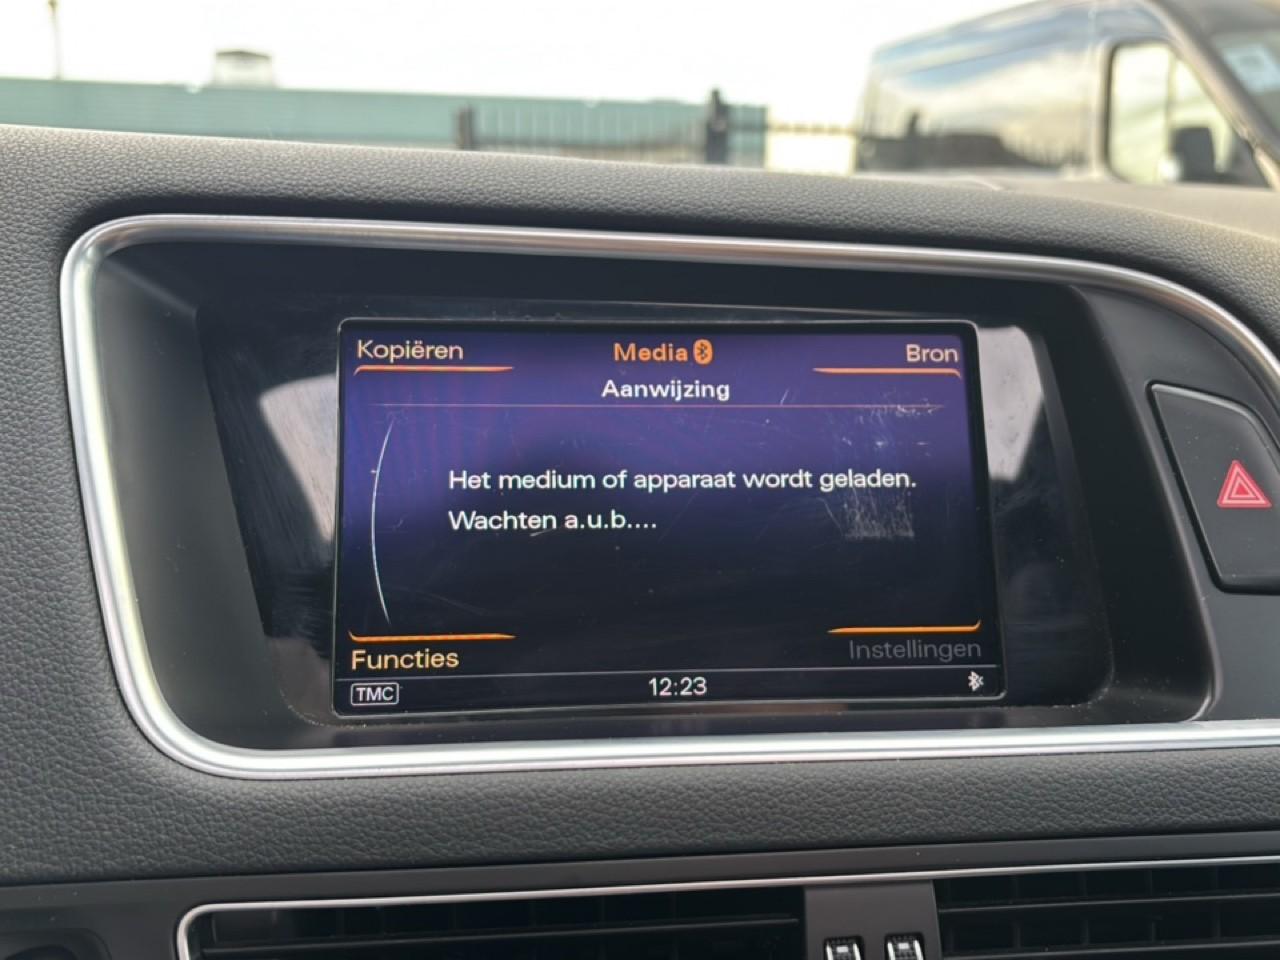 Kopiëren
Media
Bron
Aanwijzing
Het medium of apparaat wordt geladen.
Wachten a.u.b....
Functies
Instellingen
TMC
12:23